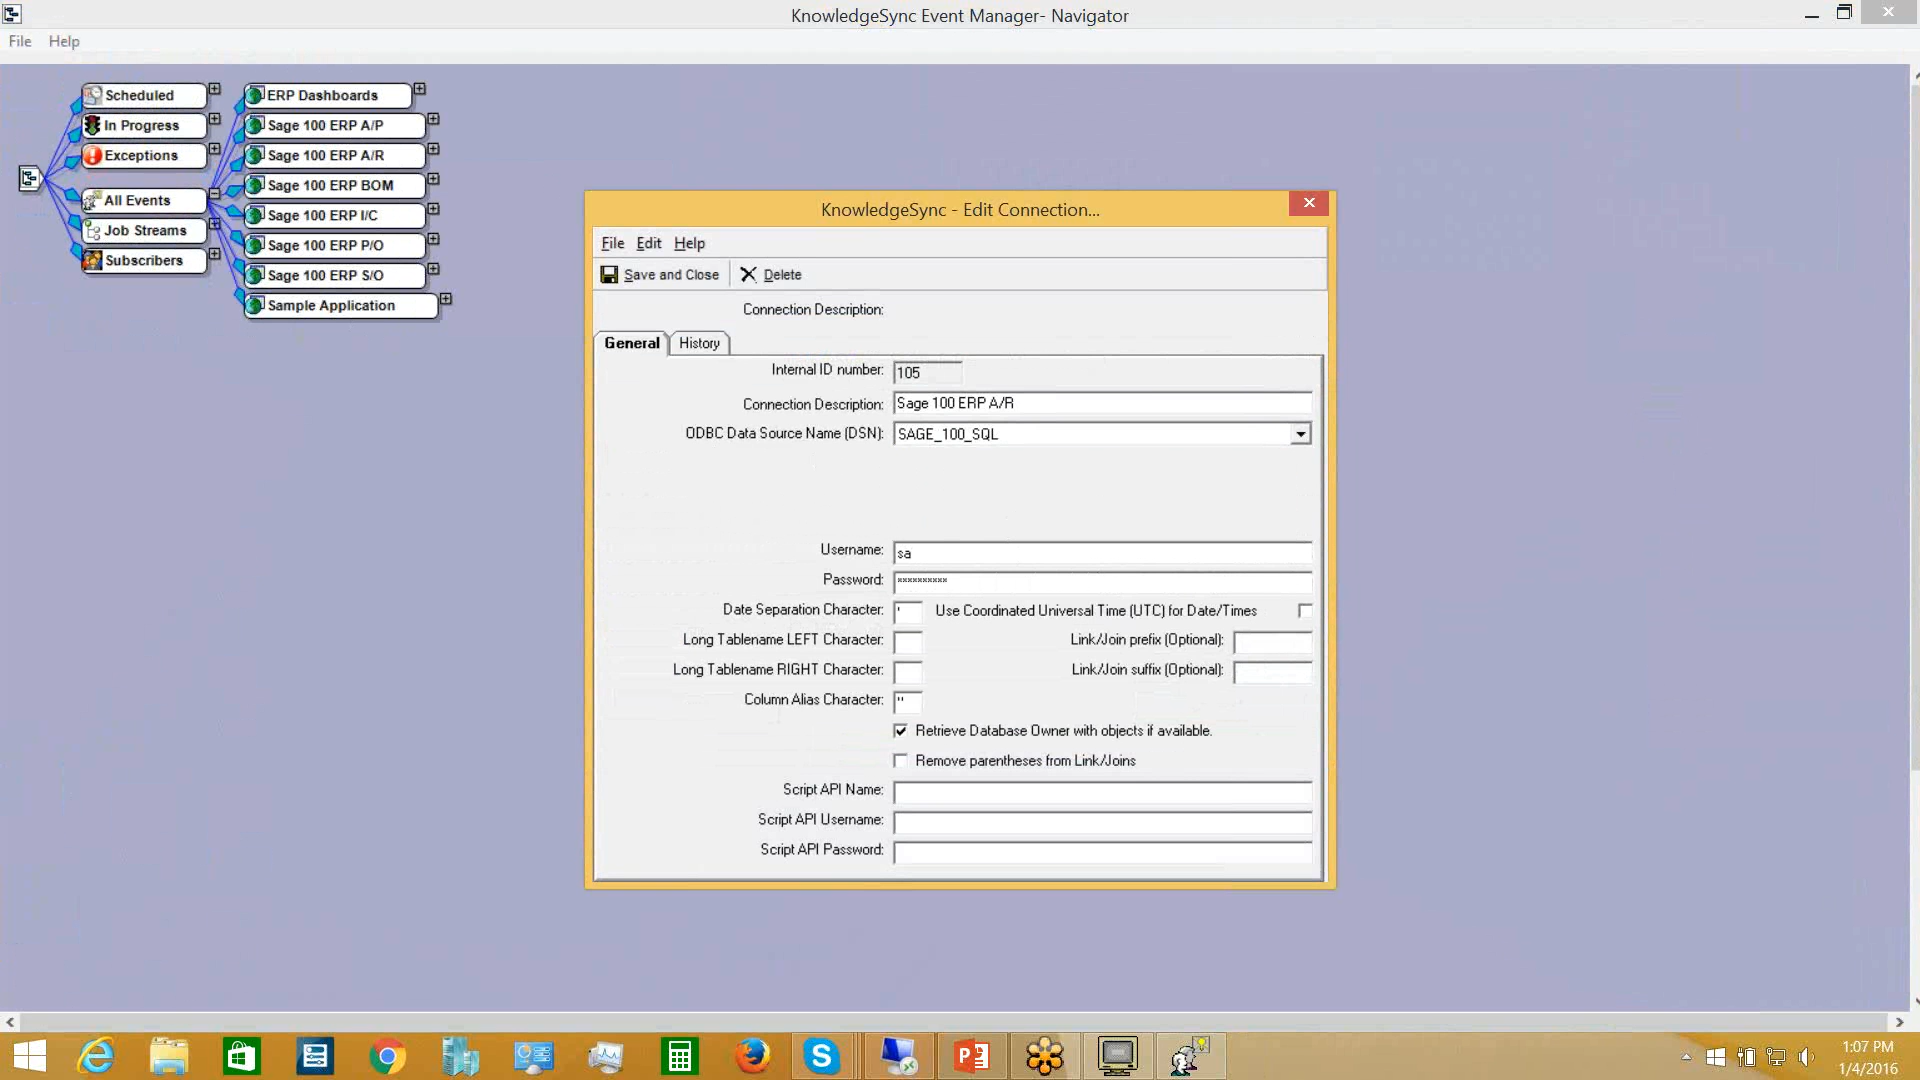 KnowledgeSync Event Manager- Navigator
File Help
Scheduled
In Progress
Exceptions
All Events
Job Streams
Subscribers
ERP Dashboards
Sage 100 ERP A/P
Sage 100 ERP A/R
Sage 100 ERP BOM
Sage 100 ERP I/C
Sage 100 ERP P/O
Sage 100 ERP S/O
Sample Application
KnowledgeSync - Edit Connection...
File Edit Help
Save and Close Delete
Connection Description:
General History
Internal ID number: 105
Connection Description: Sage 100 ERP A/R
ODBC Data Source Name (DSN): SAGE_100_SQL
Username: sa
Password: **********
Date Separation Character: ' Use Coordinated Universal Time (UTC) for Date/Times
Long Tablename LEFT Character: Link/Join prefix (Optional):
Long Tablename RIGHT Character: Link/Join suffix (Optional):
Column Alias Character: "
Retrieve Database Owner with objects if available.
Remove parentheses from Link/Joins
Script API Name:
Script API Username:
Script API Password:
1:07 PM
1/4/2016